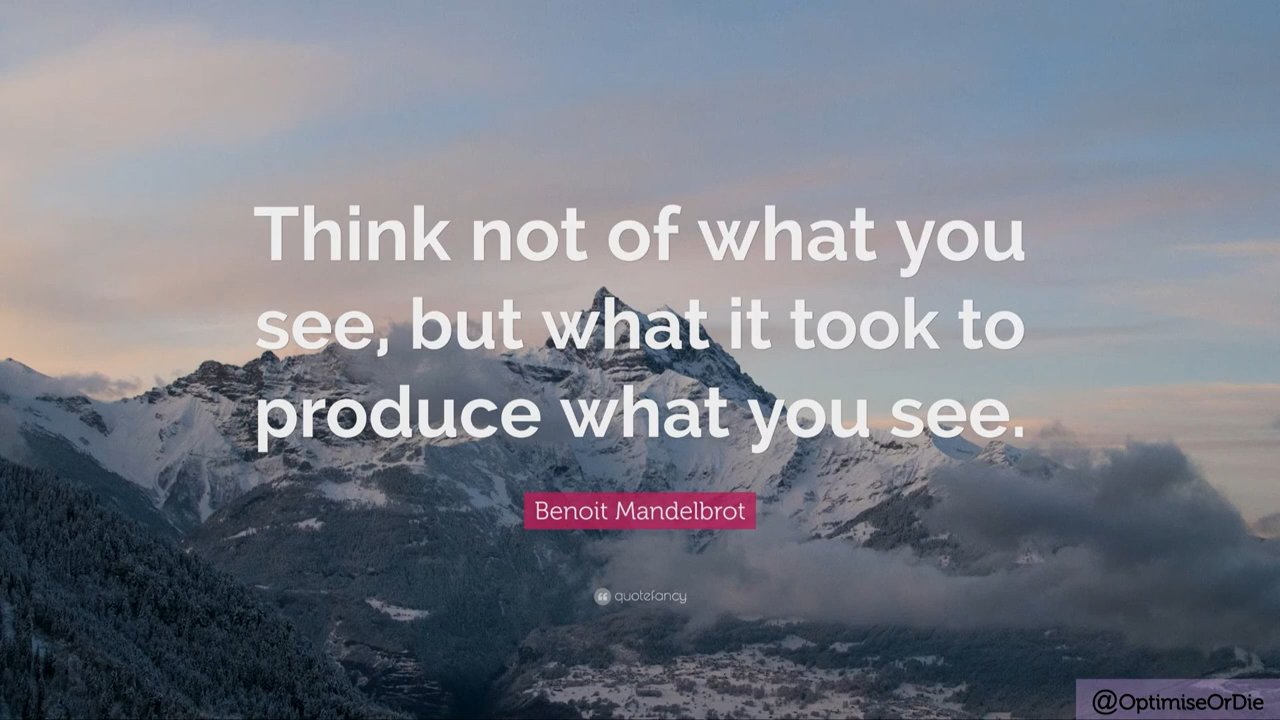 Think not of what you
see, but what it took to
produce what you see.
Benoit Mandelbrot
quotefancy
@OptimiseOrDie